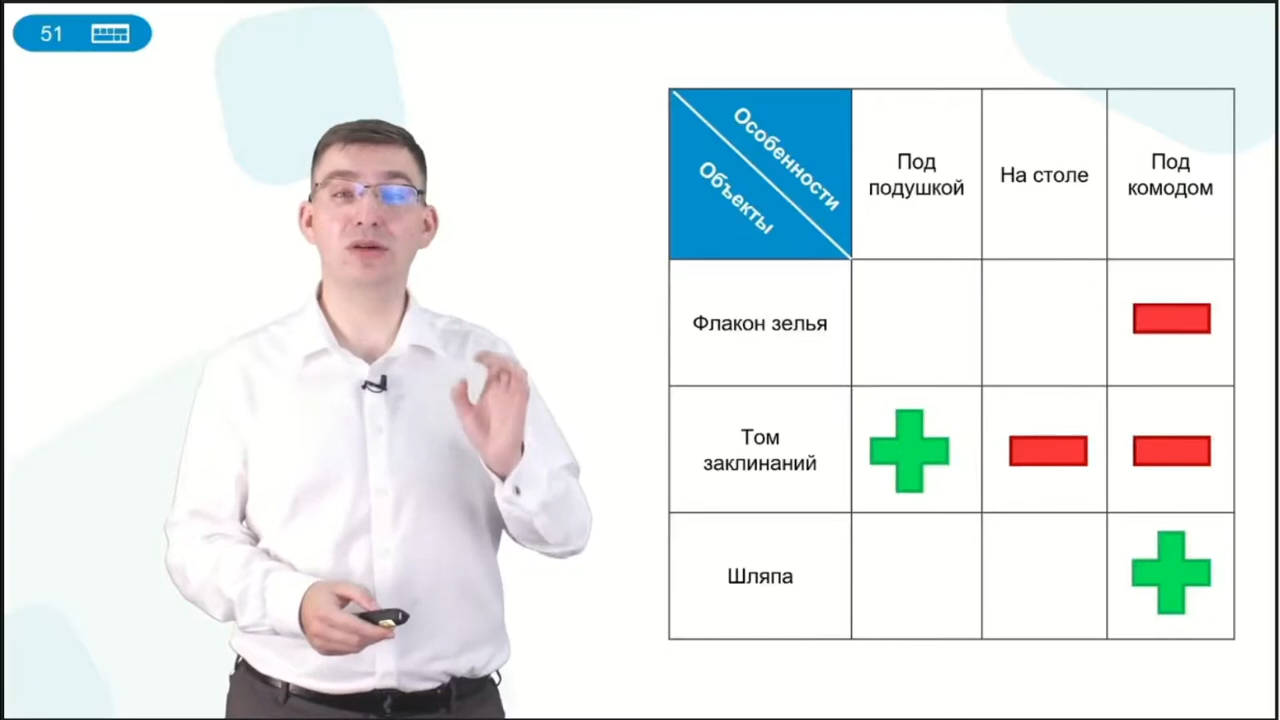 51
Особенности
Объекты
Под
подушкой
На столе
Под
комодом
Флакон зелья
Том
заклинаний
Шляпа